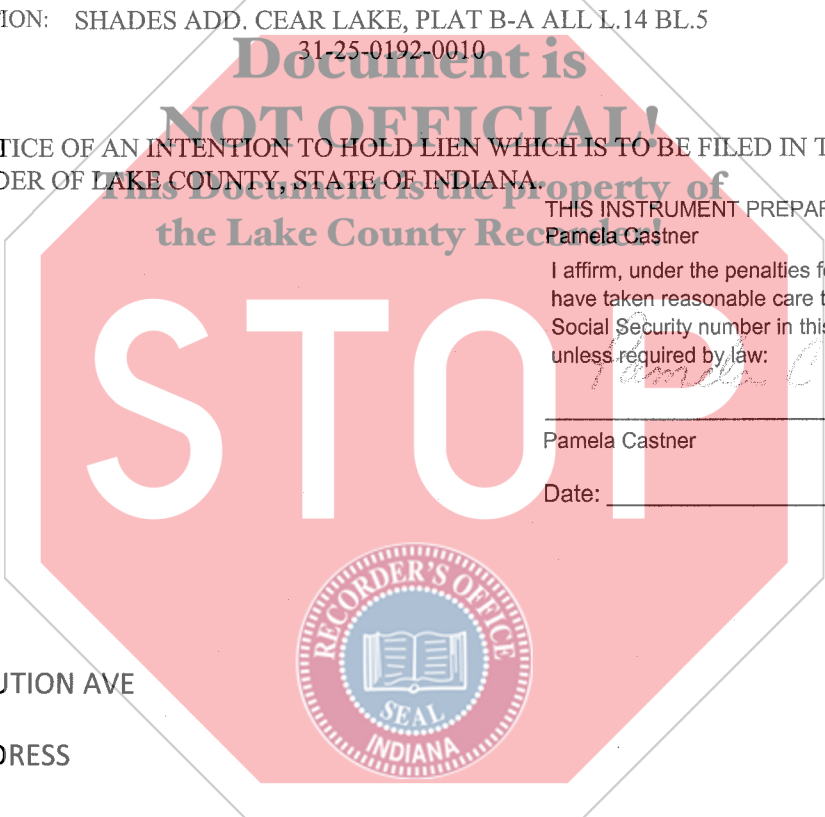 ION: SHADES ADD. CEAR LAKE, PLAT B-A ALL L.14 BL.5
31-25-0192-0010
Document is
NOT OFFICIAL!
TICE OF AN INTENTION TO HOLD LIEN WHICH IS TO BE FILED IN T
DER OF LAKE COUNTY, STATE OF INDIANA.
This Document is the property of
the Lake County Recorder!
THIS INSTRUMENT PREPAR
Pamela Castner
I affirm, under the penalties f
have taken reasonable care t
Social Security number in this
unless required by law:
Pamela C
Pamela Castner
Date:
STOP
RECORDER'S OFFICE
SEAL
INDIANA
UTION AVE
DRESS